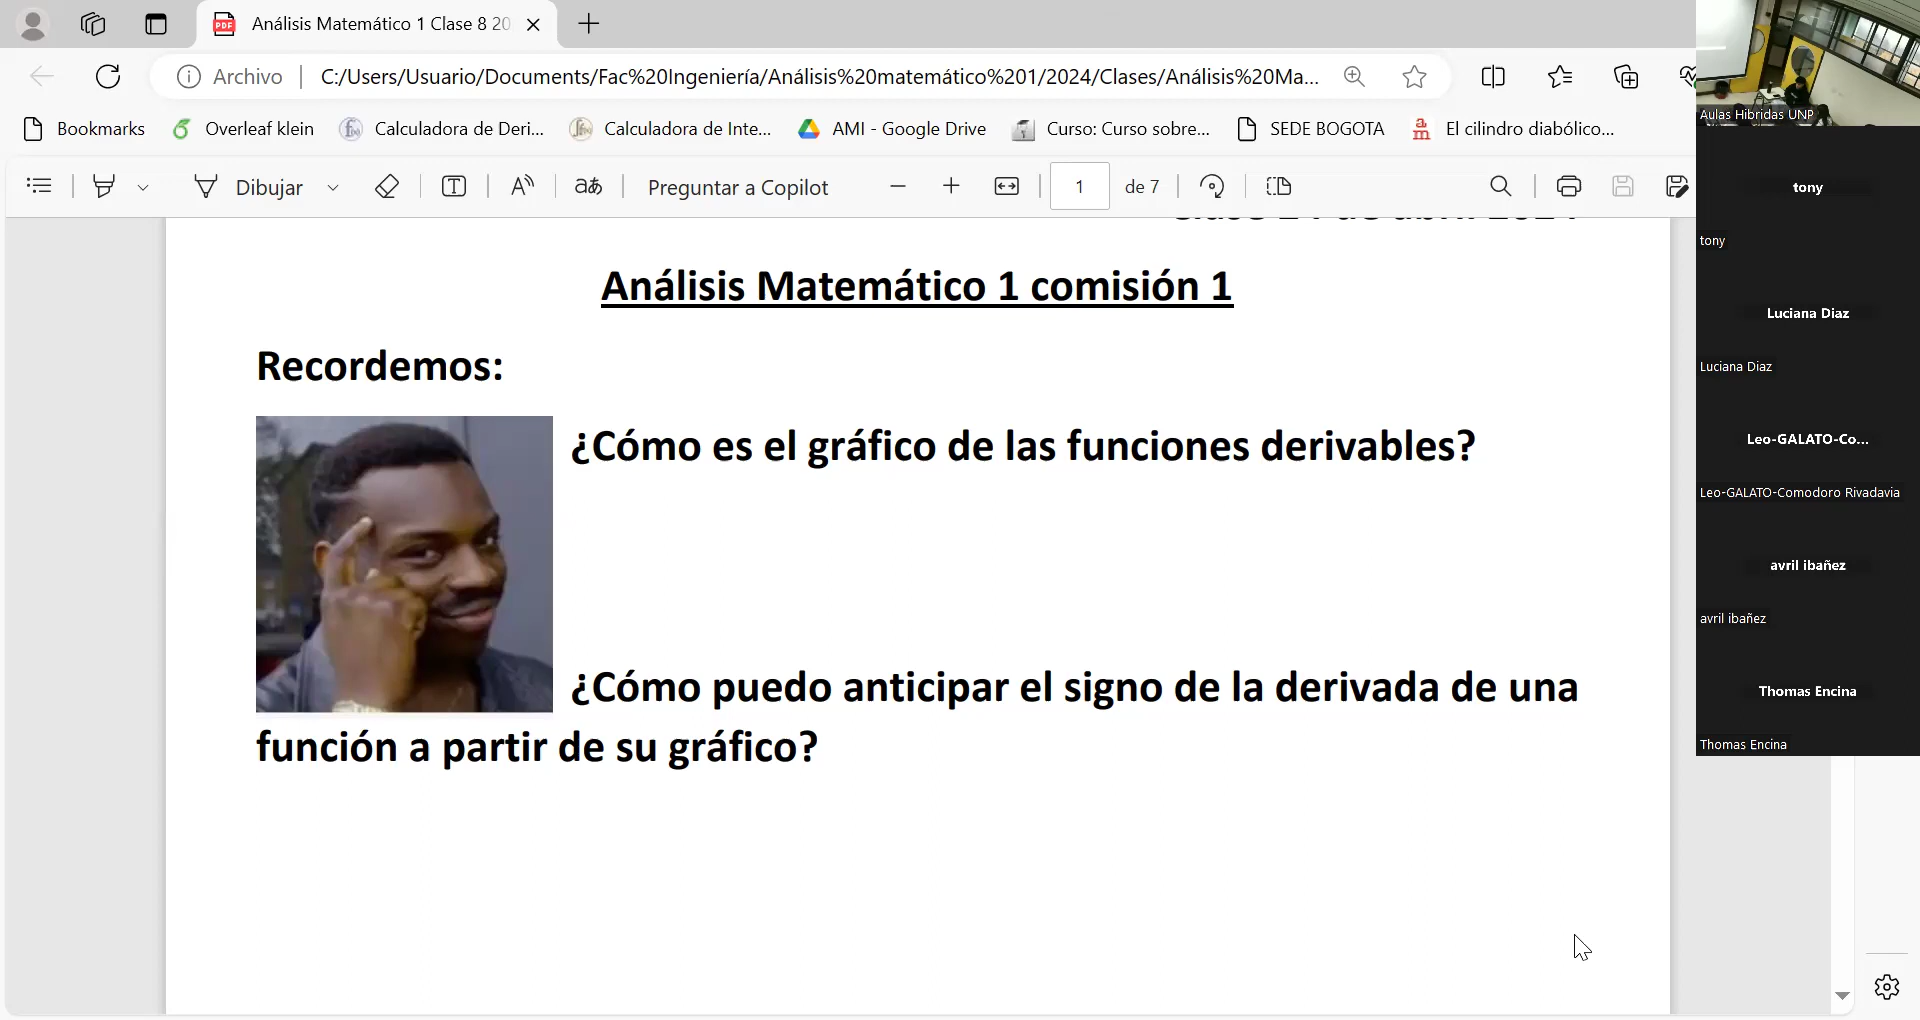 Análisis Matemático 1 Clase 8 20
Archivo
C:/Users/Usuario/Documents/Fac%20Ingeniería/Análisis%20matemático%201/2024/Clases/Análisis%20Ma...
Bookmarks
Overleaf klein
Calculadora de Deri...
Calculadora de Inte...
AMI - Google Drive
Curso: Curso sobre...
SEDE BOGOTA
El cilindro diabólico...
Dibujar
Preguntar a Copilot
1
de 7
Análisis Matemático 1 comisión 1
Recordemos:
¿Cómo es el gráfico de las funciones derivables?
¿Cómo puedo anticipar el signo de la derivada de una
función a partir de su gráfico?
Aulas Hibridas UNP
tony
tony
Luciana Diaz
Luciana Diaz
Leo-GALATO-Co...
Leo-GALATO-Comodoro Rivadavia
avril ibañez
avril ibañez
Thomas Encina
Thomas Encina